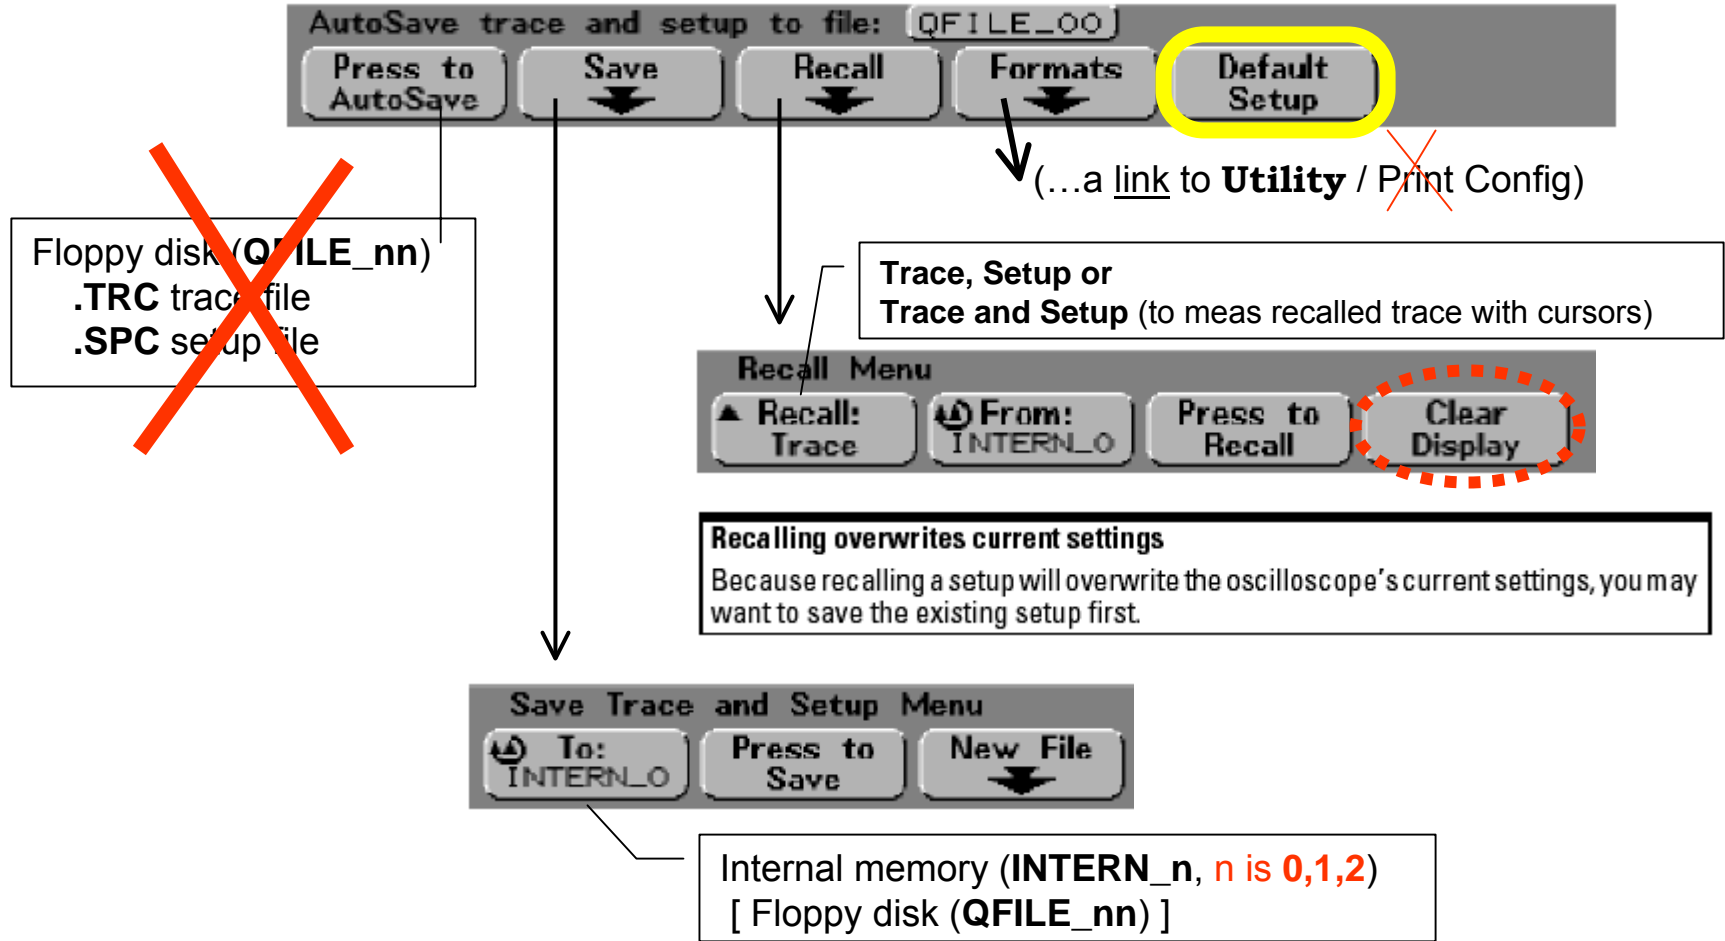 AutoSave trace and setup to file: QFILE_00
Press to AutoSave
Save
Recall
Formats
Default Setup
(…a link to Utility / Print Config)
Floppy disk (QFILE_nn)
.TRC trace file
.SPC setup file
Trace, Setup or
Trace and Setup (to meas recalled trace with cursors)
Recall Menu
Recall: Trace
From: INTERN_0
Press to Recall
Clear Display
Recalling overwrites current settings
Because recalling a setup will overwrite the oscilloscope's current settings, you may
want to save the existing setup first.
Save Trace and Setup Menu
To: INTERN_0
Press to Save
New File
Internal memory (INTERN_n, n is 0,1,2)
[ Floppy disk (QFILE_nn) ]